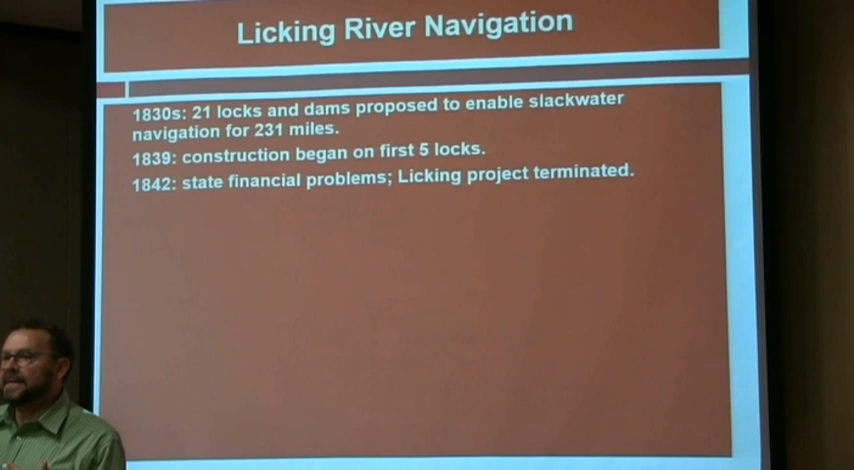 Licking River Navigation
1830s: 21 locks and dams proposed to enable slackwater
navigation for 231 miles.
1839: construction began on first 5 locks.
1842: state financial problems; Licking project terminated.